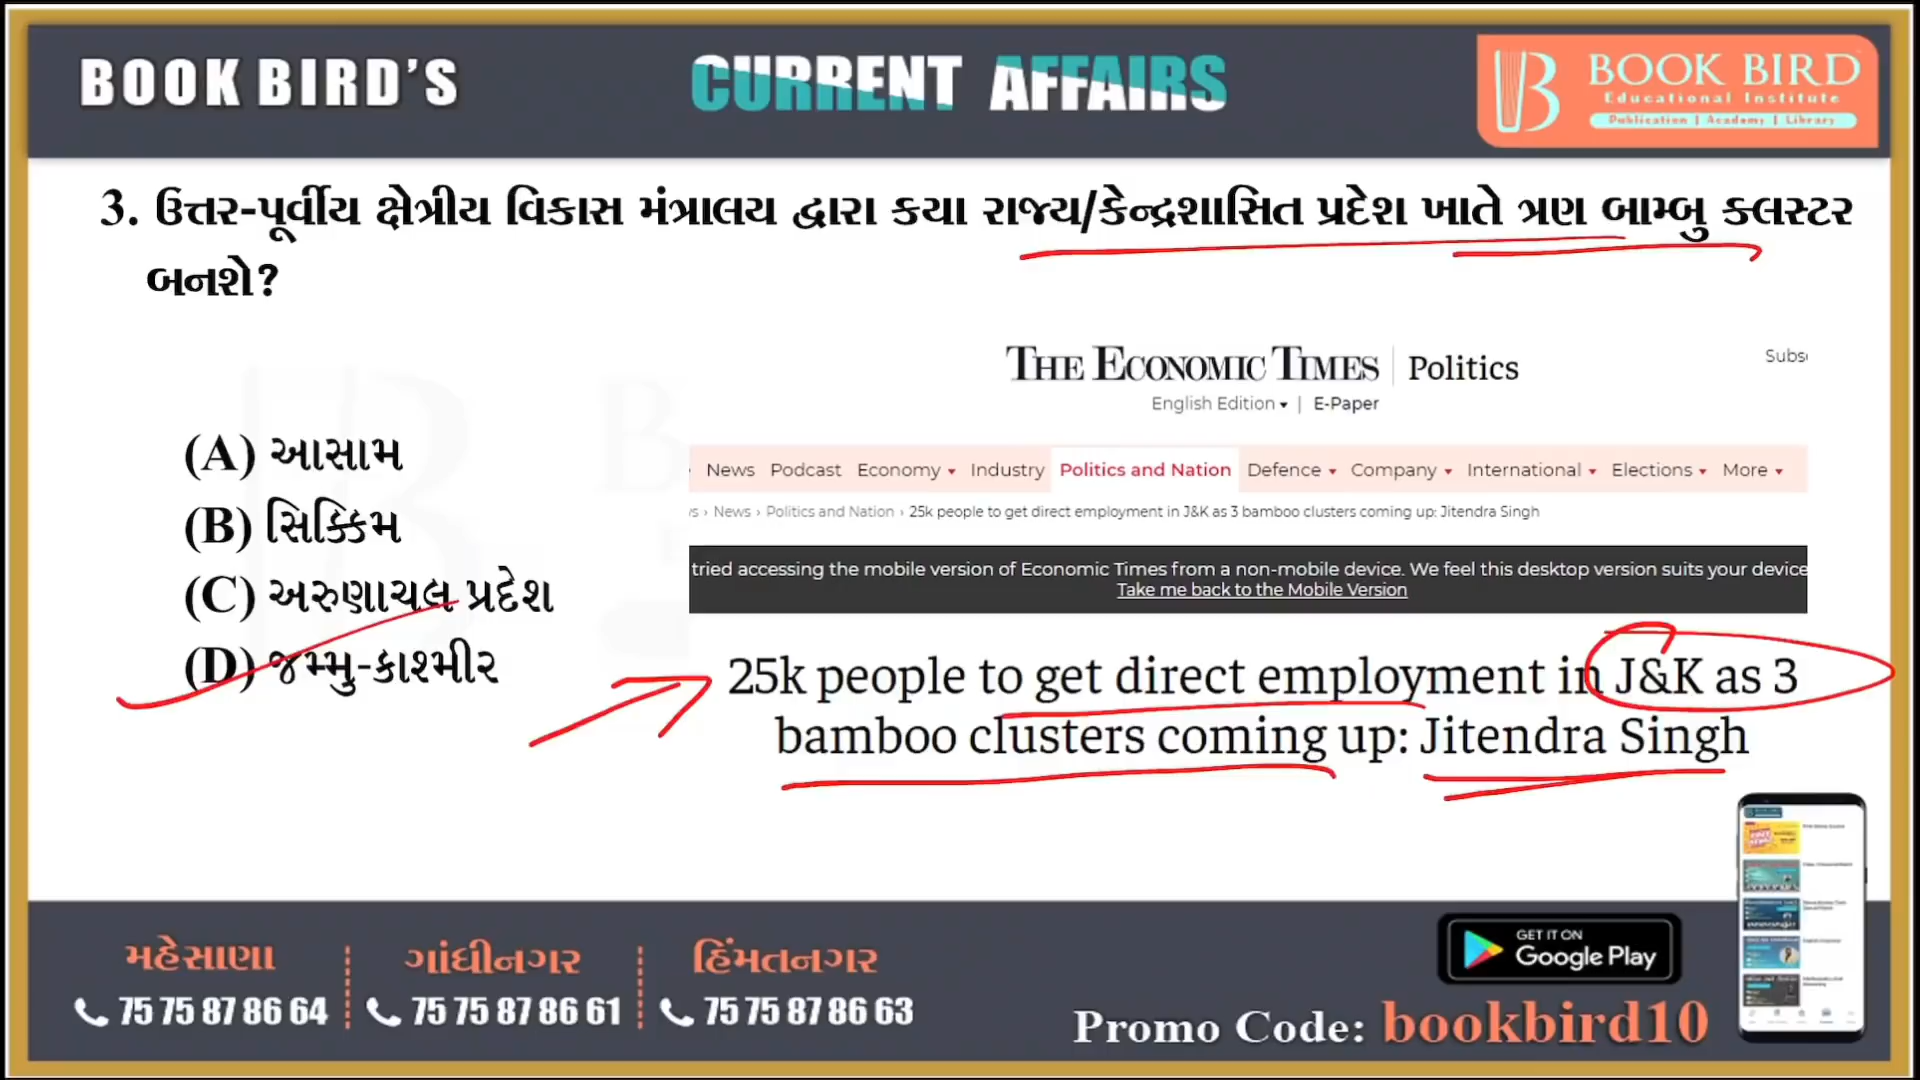 BOOK BIRD'S
CURRENT AFFAIRS
BOOK BIRD
Educational Institute
Publication | Academy | Library
3. ઉત્તર-પૂર્વીય ક્ષેત્રીય વિકાસ મંત્રાલય દ્વારા કયા રાજ્ય/કેન્દ્રશાસિત પ્રદેશ ખાતે ત્રણ બામ્બુ ક્લસ્ટર
બનશે?
THE ECONOMIC TIMES | Politics
Subs
English Edition | E-Paper
(A) આસામ
(B) સિક્કિમ
(C) અરુણાચલ પ્રદેશ
(D) જમ્મુ-કાશ્મીર
News Podcast Economy Industry Politics and Nation Defence Company International Elections More
› News › Politics and Nation › 25k people to get direct employment in J&K as 3 bamboo clusters coming up: Jitendra Singh
tried accessing the mobile version of Economic Times from a non-mobile device. We feel this desktop version suits your device
Take me back to the Mobile Version
25k people to get direct employment in J&K as 3
bamboo clusters coming up: Jitendra Singh
મહેસાણા
75 75 87 86 64
ગાંધીનગર
75 75 87 86 61
હિંમતનગર
75 75 87 86 63
GET IT ON
Google Play
Promo Code: bookbird10